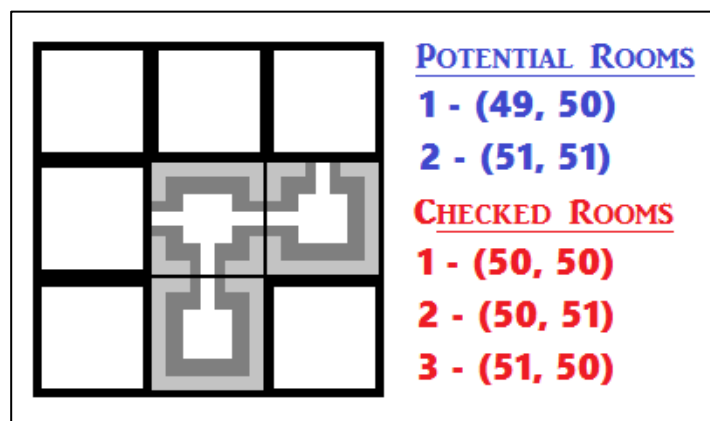 POTENTIAL ROOMS
1 - (49, 50)
2 - (51, 51)
CHECKED ROOMS
1 - (50, 50)
2 - (50, 51)
3 - (51, 50)